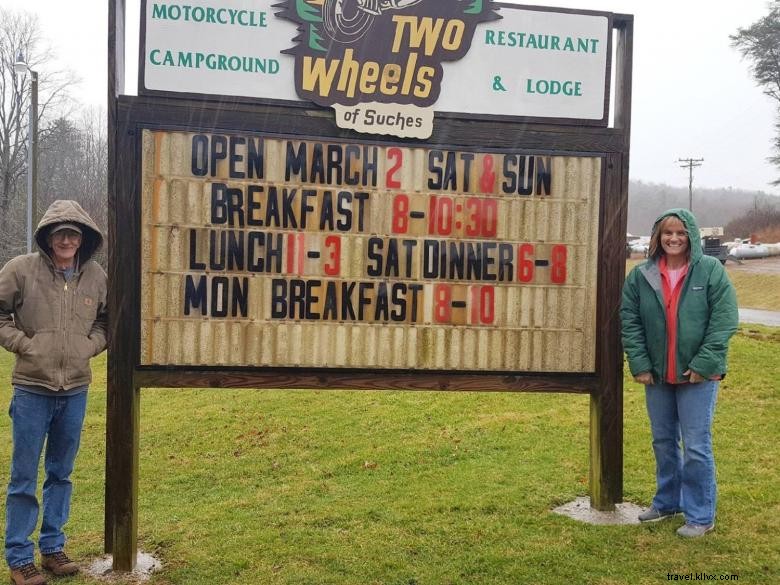 MOTORCYCLE
CAMPGROUND
TWO
Wheels
of Suches
RESTAURANT
& LODGE
OPEN MARCH 2 SAT & SUN
BREAKFAST 8-10:30
LUNCH 11-3 SAT DINNER 6-8
MON BREAKFAST 8-10
travel.klhxx.com